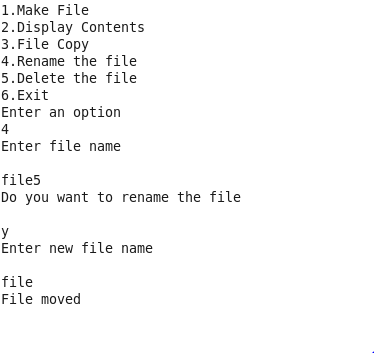 1.Make File
2.Display Contents
3.File Copy
4.Rename the file
5.Delete the file
6.Exit
Enter an option
4
Enter file name
file5
Do you want to rename the file
y
Enter new file name
file
File moved